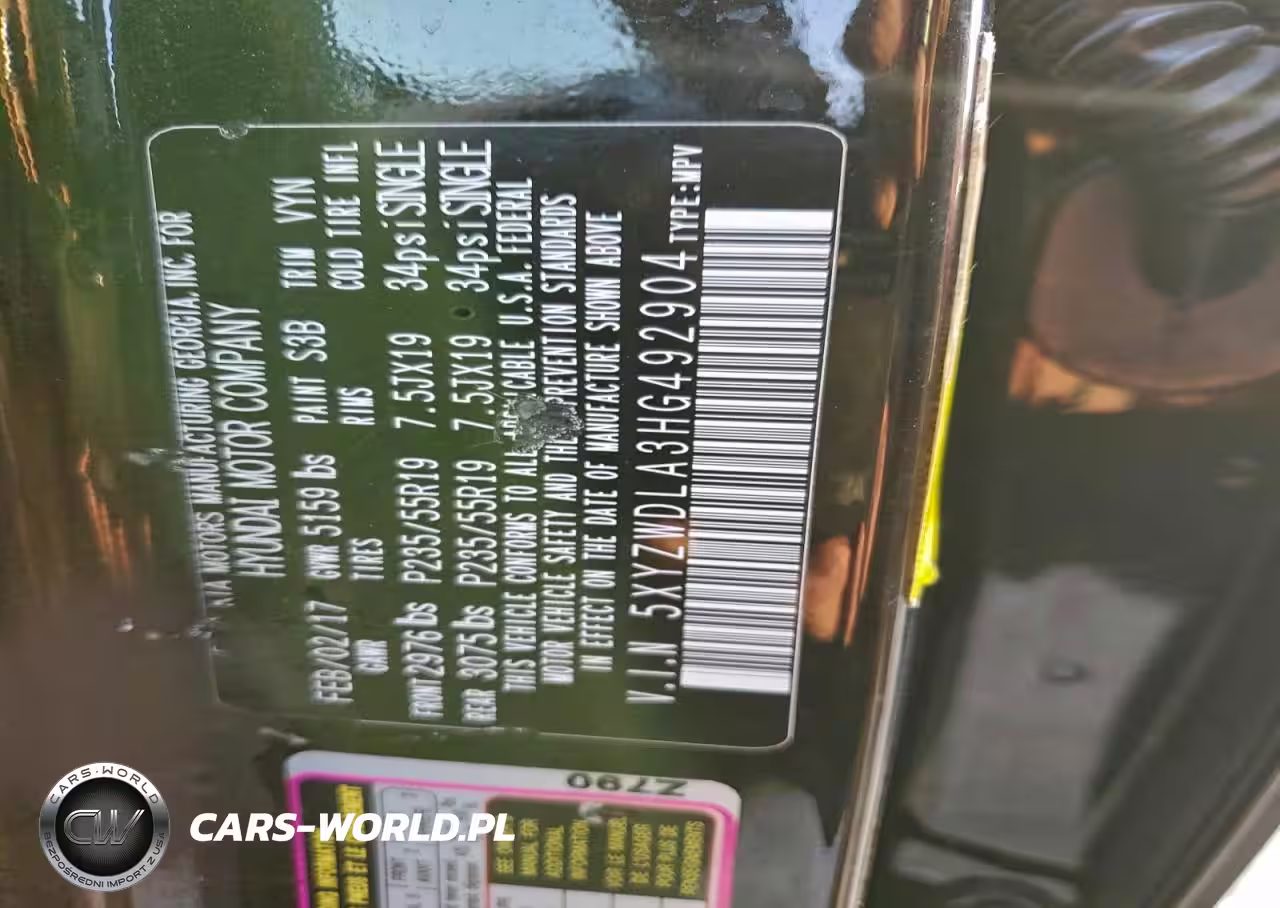 KIA MOTORS MANUFACTURING GEORGIA. INC. FOR
HYUNDAI MOTOR COMPANY
FEB/02/17 GVWR 5159 lbs PAINT S3B TRIM VYN
GAWR TIRES RIMS COLD TIRE INFL
FRONT 2976 lbs P235/55R19 7.5JX19 34psi SINGLE
REAR 3075 lbs P235/55R19 7.5JX19 34psi SINGLE
THIS VEHICLE CONFORMS TO ALL U.S.A. FEDERAL
MOTOR VEHICLE SAFETY AND PREVENTION STANDARDS
IN EFFECT ON THE DATE OF MANUFACTURE SHOWN ABOVE
V.I.N 5XYZWDLA3HG492904 TYPE:MPV
Z790
CARS-WORLD
CW
BEZPOŚREDNI IMPORT Z USA
CARS-WORLD.PL